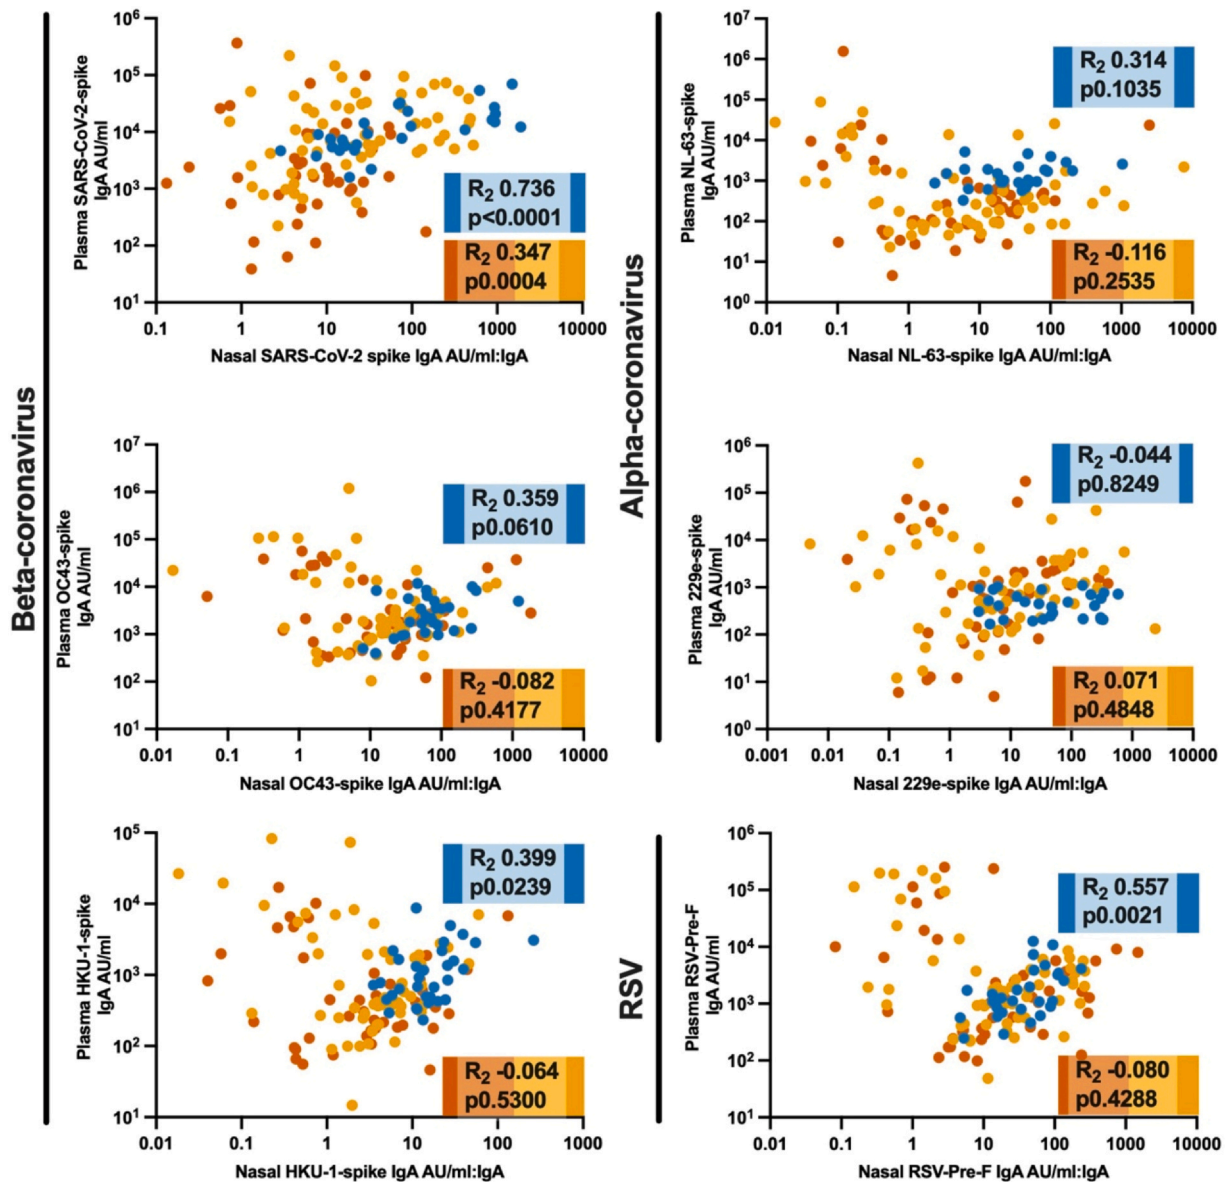 Beta-coronavirus
Plasma SARS-CoV-2-spike
IgA AU/ml
10⁶
10⁵
10⁴
10³
10²
10¹
R₂ 0.736
p<0.0001
R₂ 0.347
p0.0004
0.1 1 10 100 1000 10000
Nasal SARS-CoV-2 spike IgA AU/ml:IgA
Plasma OC43-spike
IgA AU/ml
10⁷
10⁶
10⁵
10⁴
10³
10²
10¹
R₂ 0.359
p0.0610
R₂ -0.082
p0.4177
0.01 0.1 1 10 100 1000 10000
Nasal OC43-spike IgA AU/ml:IgA
Plasma HKU-1-spike
IgA AU/ml
10⁵
10⁴
10³
10²
10¹
R₂ 0.399
p0.0239
R₂ -0.064
p0.5300
0.01 0.1 1 10 100 1000
Nasal HKU-1-spike IgA AU/ml:IgA
Alpha-coronavirus
Plasma NL-63-spike
IgA AU/ml
10⁷
10⁶
10⁵
10⁴
10³
10²
10¹
10⁰
R₂ 0.314
p0.1035
R₂ -0.116
p0.2535
0.01 0.1 1 10 100 1000 10000
Nasal NL-63-spike IgA AU/ml:IgA
Plasma 229e-spike
IgA AU/ml
10⁶
10⁵
10⁴
10³
10²
10¹
10⁰
R₂ -0.044
p0.8249
R₂ 0.071
p0.4848
0.001 0.01 0.1 1 10 100 1000 10000
Nasal 229e-spike IgA AU/ml:IgA
RSV
Plasma RSV-Pre-F
IgA AU/ml
10⁶
10⁵
10⁴
10³
10²
10¹
R₂ 0.557
p0.0021
R₂ -0.080
p0.4288
0.01 0.1 1 10 100 1000 10000
Nasal RSV-Pre-F IgA AU/ml:IgA